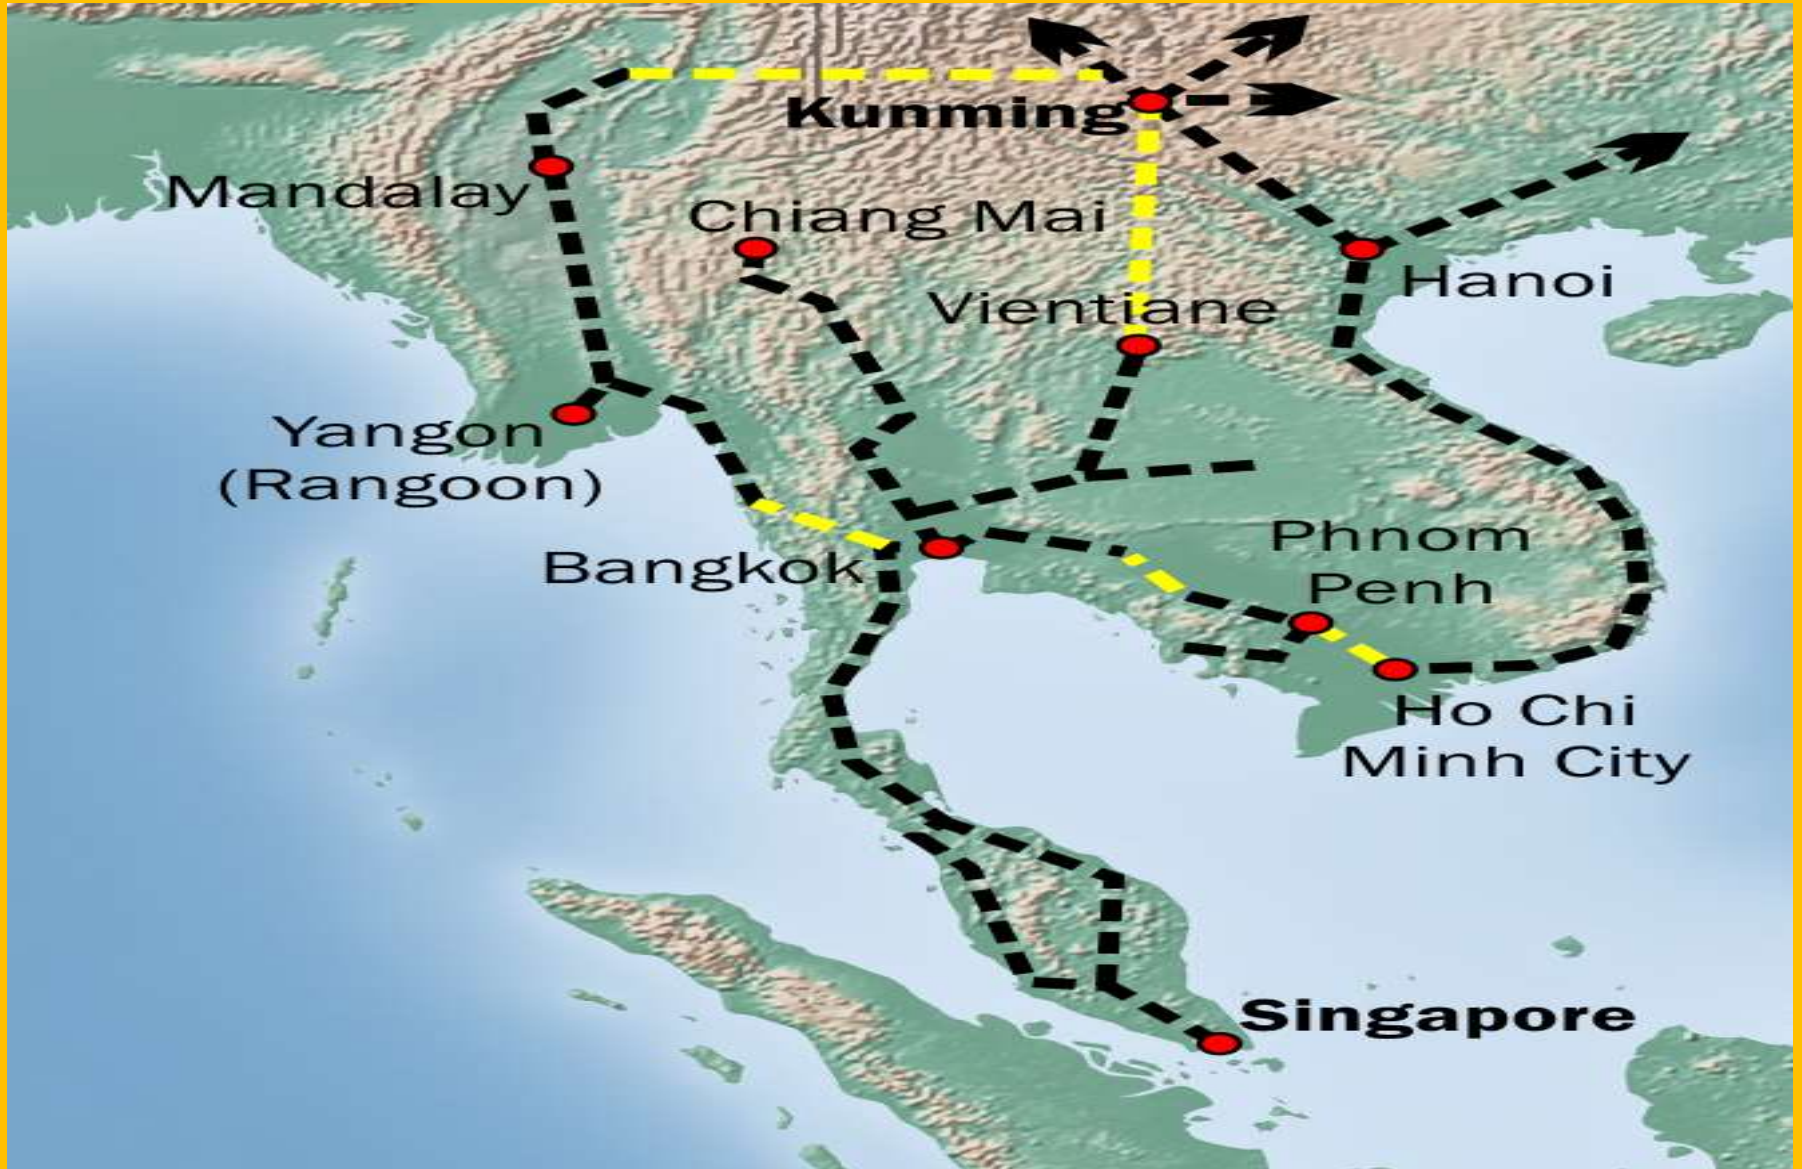 Kunming
Mandalay
Chiang Mai
Hanoi
Vientiane
Yangon
(Rangoon)
Bangkok
Phnom
Penh
Ho Chi
Minh City
Singapore